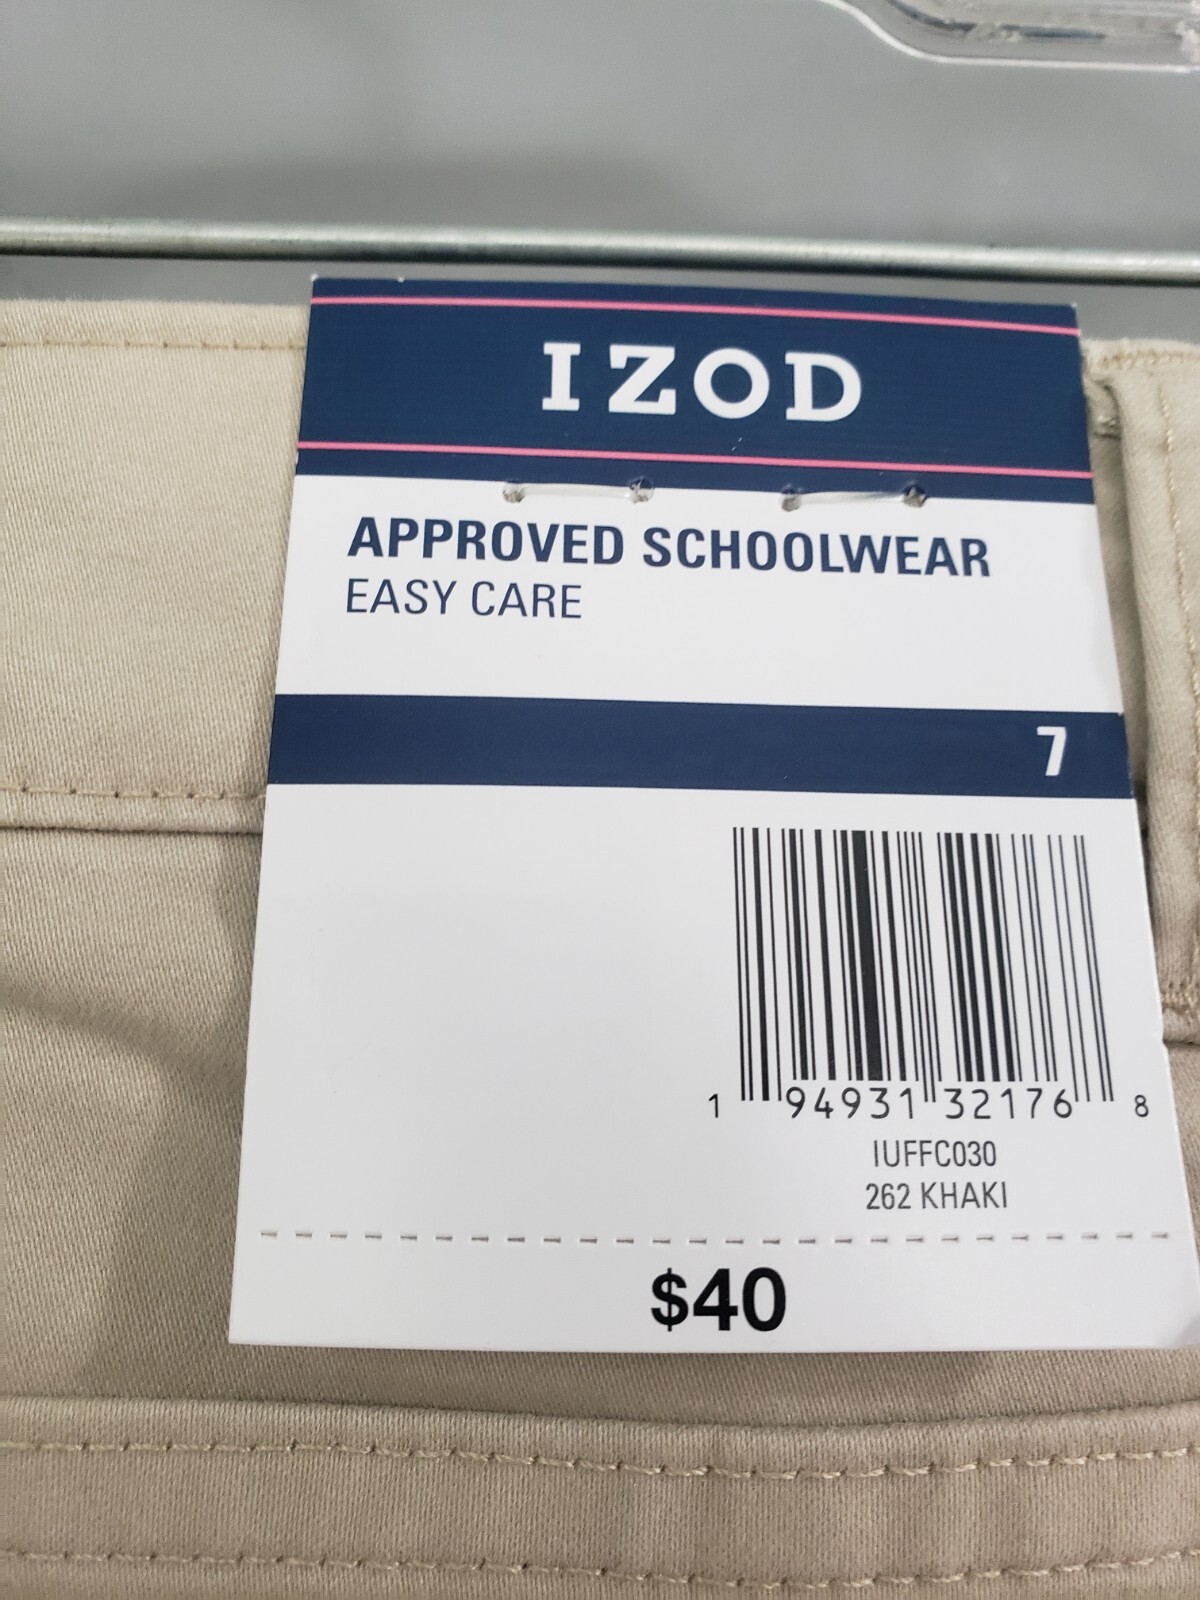 IZOD
APPROVED SCHOOLWEAR
EASY CARE
7
1 94931 32176 8
IUFFC030
262 KHAKI
$40